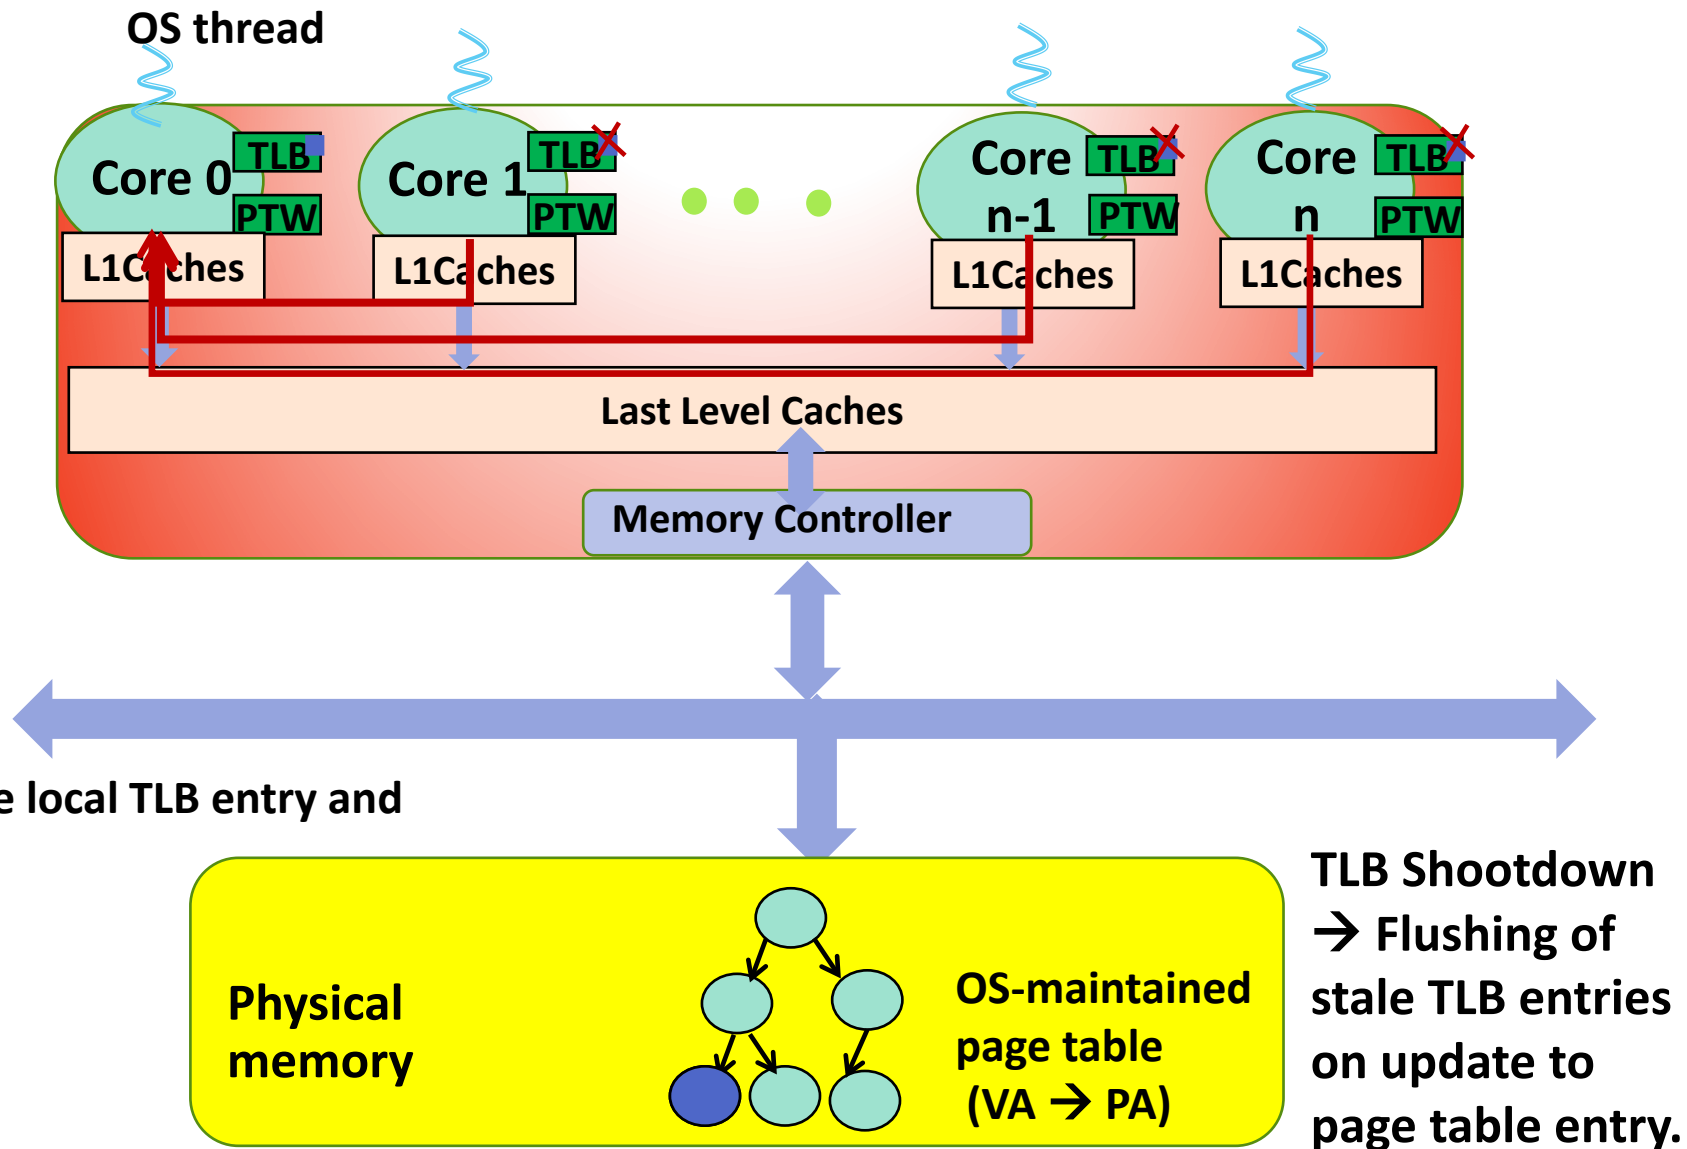 OS thread
Core 0
TLB
PTW
L1Caches
Core 1
TLB
PTW
L1Caches
Core
n-1
TLB
PTW
L1Caches
Core
n
TLB
PTW
L1Caches
Last Level Caches
Memory Controller
e local TLB entry and
Physical
memory
OS-maintained
page table
(VA → PA)
TLB Shootdown
→ Flushing of
stale TLB entries
on update to
page table entry.